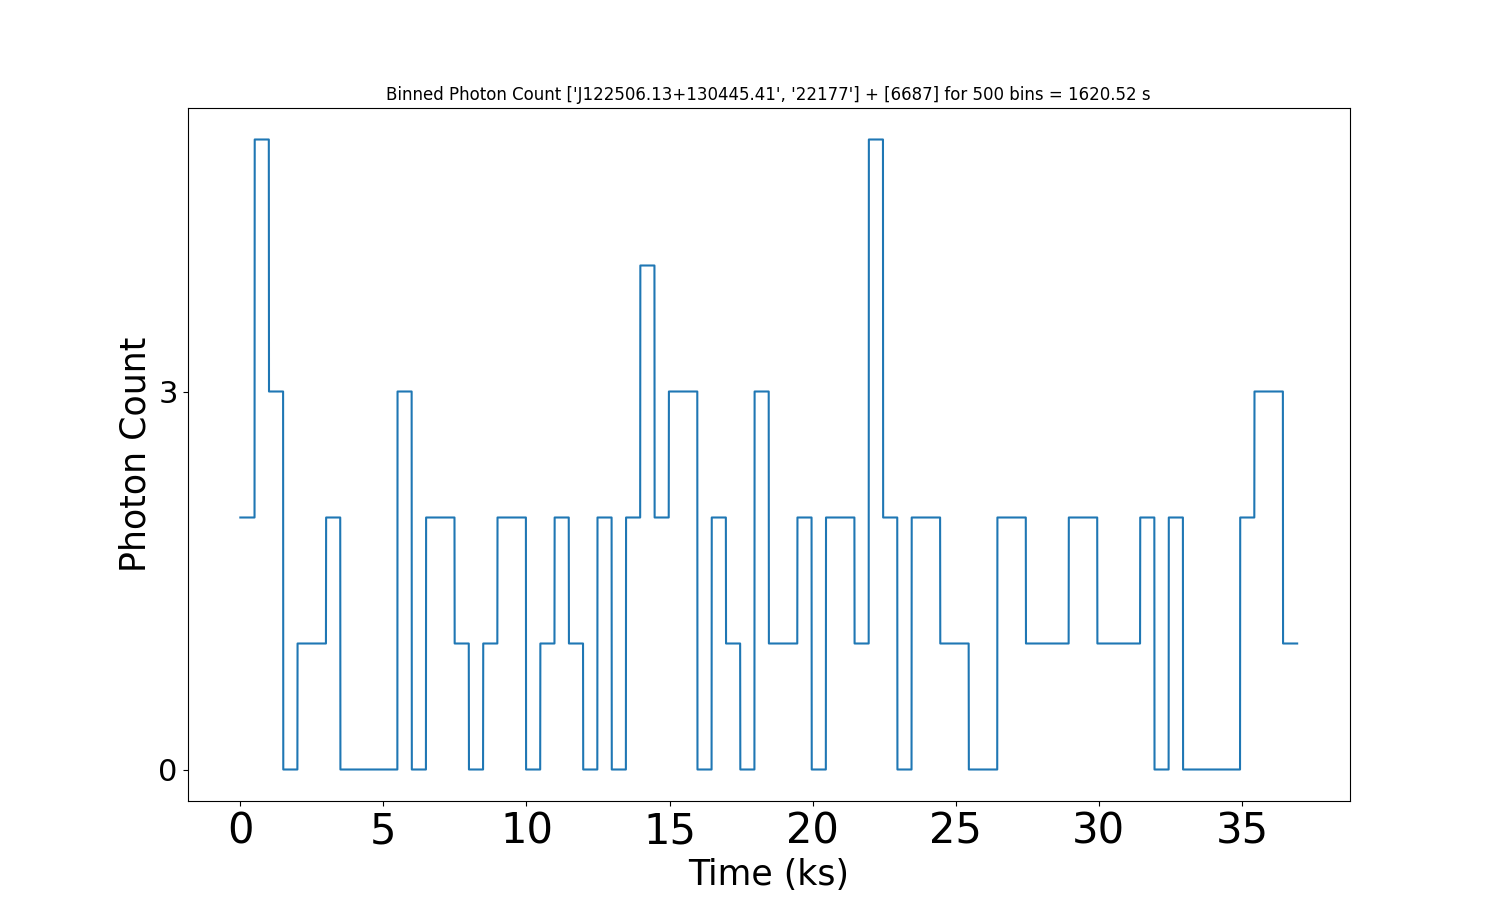 Binned Photon Count ['J122506.13+130445.41', '22177'] + [6687] for 500 bins = 1620.52 s
Photon Count
3
0
0 5 10 15 20 25 30 35
Time (ks)